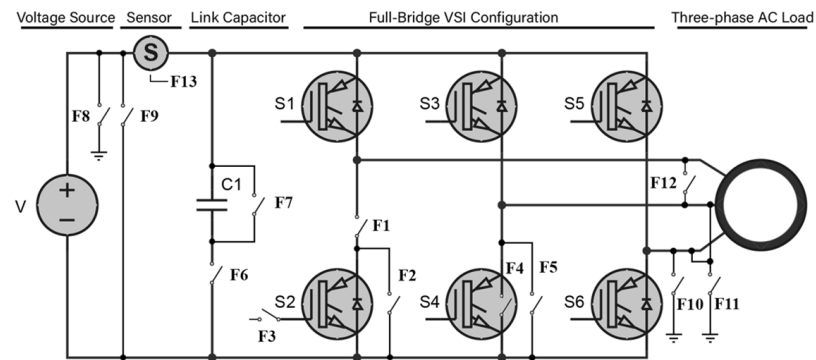 Voltage Source Sensor Link Capacitor Full-Bridge VSI Configuration Three-phase AC Load
S
F13
S1 S3 S5
F8 F9
C1 F12
V + −
F7
F1
F6 F2 F4 F5
S2 S4 S6
F10 F11
F3